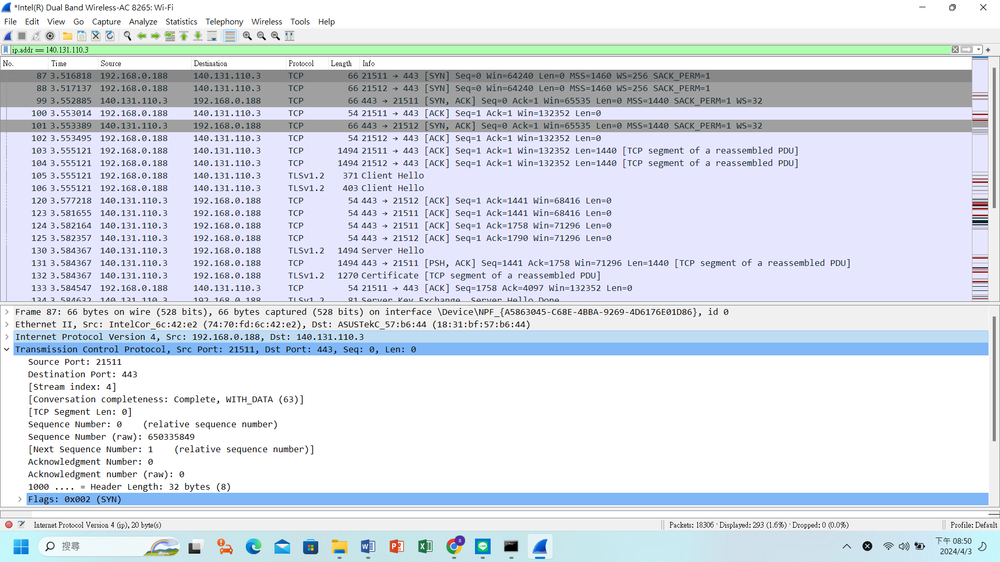 *Intel(R) Dual Band Wireless-AC 8265: Wi-Fi
File Edit View Go Capture Analyze Statistics Telephony Wireless Tools Help
ip.addr == 140.131.110.3
No. Time Source Destination Protocol Length Info
87 3.516818 192.168.0.188 140.131.110.3 TCP 66 21511 → 443 [SYN] Seq=0 Win=64240 Len=0 MSS=1460 WS=256 SACK_PERM=1
88 3.517137 192.168.0.188 140.131.110.3 TCP 66 21512 → 443 [SYN] Seq=0 Win=64240 Len=0 MSS=1460 WS=256 SACK_PERM=1
99 3.552885 140.131.110.3 192.168.0.188 TCP 66 443 → 21511 [SYN, ACK] Seq=0 Ack=1 Win=65535 Len=0 MSS=1440 SACK_PERM=1 WS=32
100 3.553014 192.168.0.188 140.131.110.3 TCP 54 21511 → 443 [ACK] Seq=1 Ack=1 Win=132352 Len=0
101 3.553389 140.131.110.3 192.168.0.188 TCP 66 443 → 21512 [SYN, ACK] Seq=0 Ack=1 Win=65535 Len=0 MSS=1440 SACK_PERM=1 WS=32
102 3.553495 192.168.0.188 140.131.110.3 TCP 54 21512 → 443 [ACK] Seq=1 Ack=1 Win=132352 Len=0
103 3.555121 192.168.0.188 140.131.110.3 TCP 1494 21511 → 443 [ACK] Seq=1 Ack=1 Win=132352 Len=1440 [TCP segment of a reassembled PDU]
104 3.555121 192.168.0.188 140.131.110.3 TCP 1494 21512 → 443 [ACK] Seq=1 Ack=1 Win=132352 Len=1440 [TCP segment of a reassembled PDU]
105 3.555121 192.168.0.188 140.131.110.3 TLSv1.2 371 Client Hello
106 3.555121 192.168.0.188 140.131.110.3 TLSv1.2 403 Client Hello
120 3.577218 140.131.110.3 192.168.0.188 TCP 54 443 → 21512 [ACK] Seq=1 Ack=1441 Win=68416 Len=0
123 3.581655 140.131.110.3 192.168.0.188 TCP 54 443 → 21511 [ACK] Seq=1 Ack=1441 Win=68416 Len=0
124 3.582164 140.131.110.3 192.168.0.188 TCP 54 443 → 21511 [ACK] Seq=1 Ack=1758 Win=71296 Len=0
125 3.582357 140.131.110.3 192.168.0.188 TCP 54 443 → 21512 [ACK] Seq=1 Ack=1790 Win=71296 Len=0
130 3.584367 140.131.110.3 192.168.0.188 TLSv1.2 1494 Server Hello
131 3.584367 140.131.110.3 192.168.0.188 TCP 1494 443 → 21511 [PSH, ACK] Seq=1441 Ack=1758 Win=71296 Len=1440 [TCP segment of a reassembled PDU]
132 3.584367 140.131.110.3 192.168.0.188 TLSv1.2 1270 Certificate [TCP segment of a reassembled PDU]
133 3.584547 192.168.0.188 140.131.110.3 TCP 54 21511 → 443 [ACK] Seq=1758 Ack=4097 Win=132352 Len=0
134 3.584632 140.131.110.3 192.168.0.188 TLSv1.2 81 Server Key Exchange, Server Hello Done
Frame 87: 66 bytes on wire (528 bits), 66 bytes captured (528 bits) on interface \Device\NPF_{A5863045-C68E-4BBA-9269-4D6176E01D86}, id 0
Ethernet II, Src: IntelCor_6c:42:e2 (74:70:fd:6c:42:e2), Dst: ASUSTekC_57:b6:44 (18:31:bf:57:b6:44)
Internet Protocol Version 4, Src: 192.168.0.188, Dst: 140.131.110.3
Transmission Control Protocol, Src Port: 21511, Dst Port: 443, Seq: 0, Len: 0
Source Port: 21511
Destination Port: 443
[Stream index: 4]
[Conversation completeness: Complete, WITH_DATA (63)]
[TCP Segment Len: 0]
Sequence Number: 0 (relative sequence number)
Sequence Number (raw): 650335849
[Next Sequence Number: 1 (relative sequence number)]
Acknowledgment Number: 0
Acknowledgment number (raw): 0
1000 .... = Header Length: 32 bytes (8)
Flags: 0x002 (SYN)
Internet Protocol Version 4 (ip), 20 byte(s)
Packets: 18306 · Displayed: 293 (1.6%) · Dropped: 0 (0.0%)
Profile: Default
搜尋
下午 08:50
2024/4/3